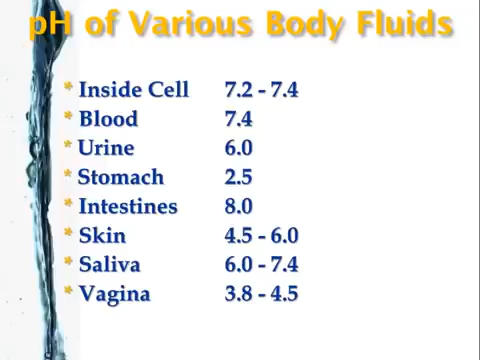 pH of Various Body Fluids
* Inside Cell 7.2 - 7.4
* Blood 7.4
* Urine 6.0
* Stomach 2.5
* Intestines 8.0
* Skin 4.5 - 6.0
* Saliva 6.0 - 7.4
* Vagina 3.8 - 4.5